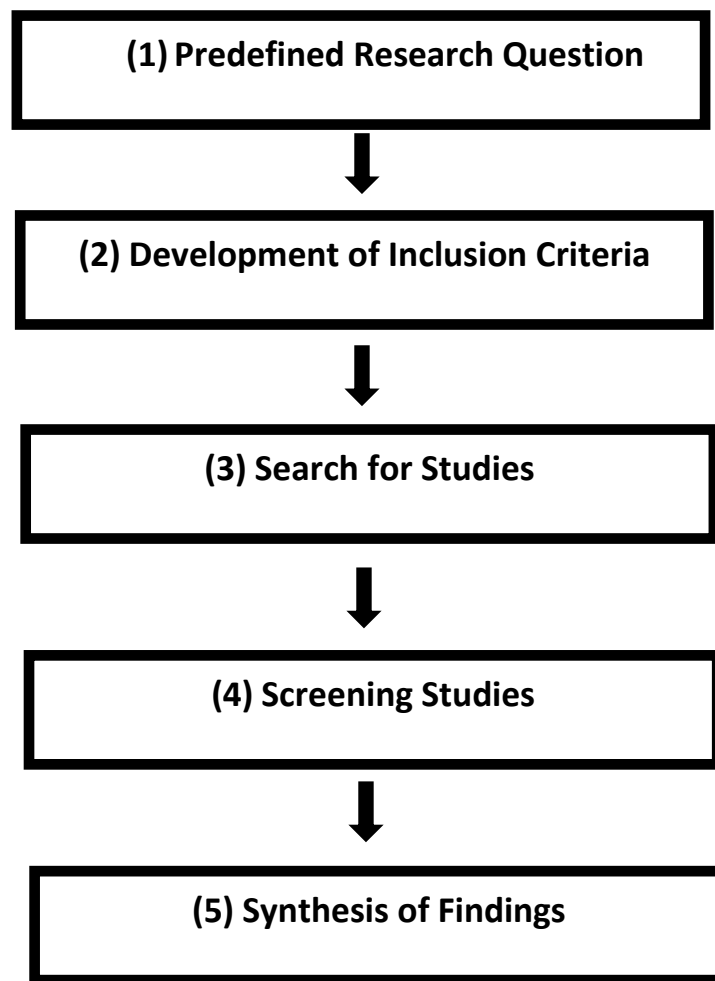 (1) Predefined Research Question
(2) Development of Inclusion Criteria
(3) Search for Studies
(4) Screening Studies
(5) Synthesis of Findings